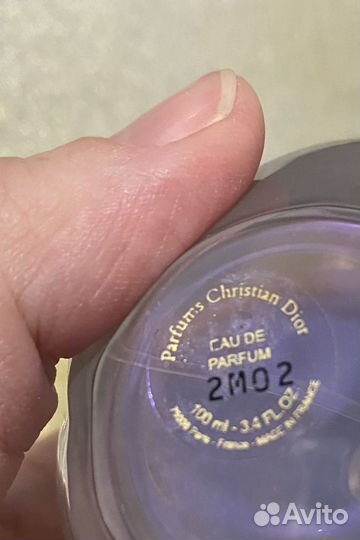 Parfums Christian Dior
EAU DE
PARFUM
2M02
100 ml - 3.4 FL.OZ
75008 Paris - France - MADE IN FRANCE
Avito